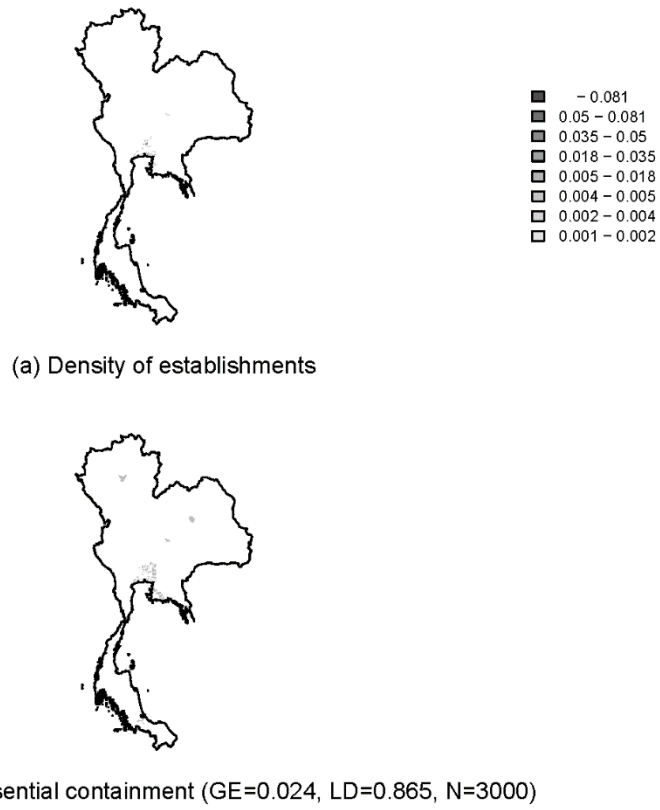 − 0.081
0.05 − 0.081
0.035 − 0.05
0.018 − 0.035
0.005 − 0.018
0.004 − 0.005
0.002 − 0.004
0.001 − 0.002
(a) Density of establishments
containment (GE=0.024, LD=0.865, N=3000)